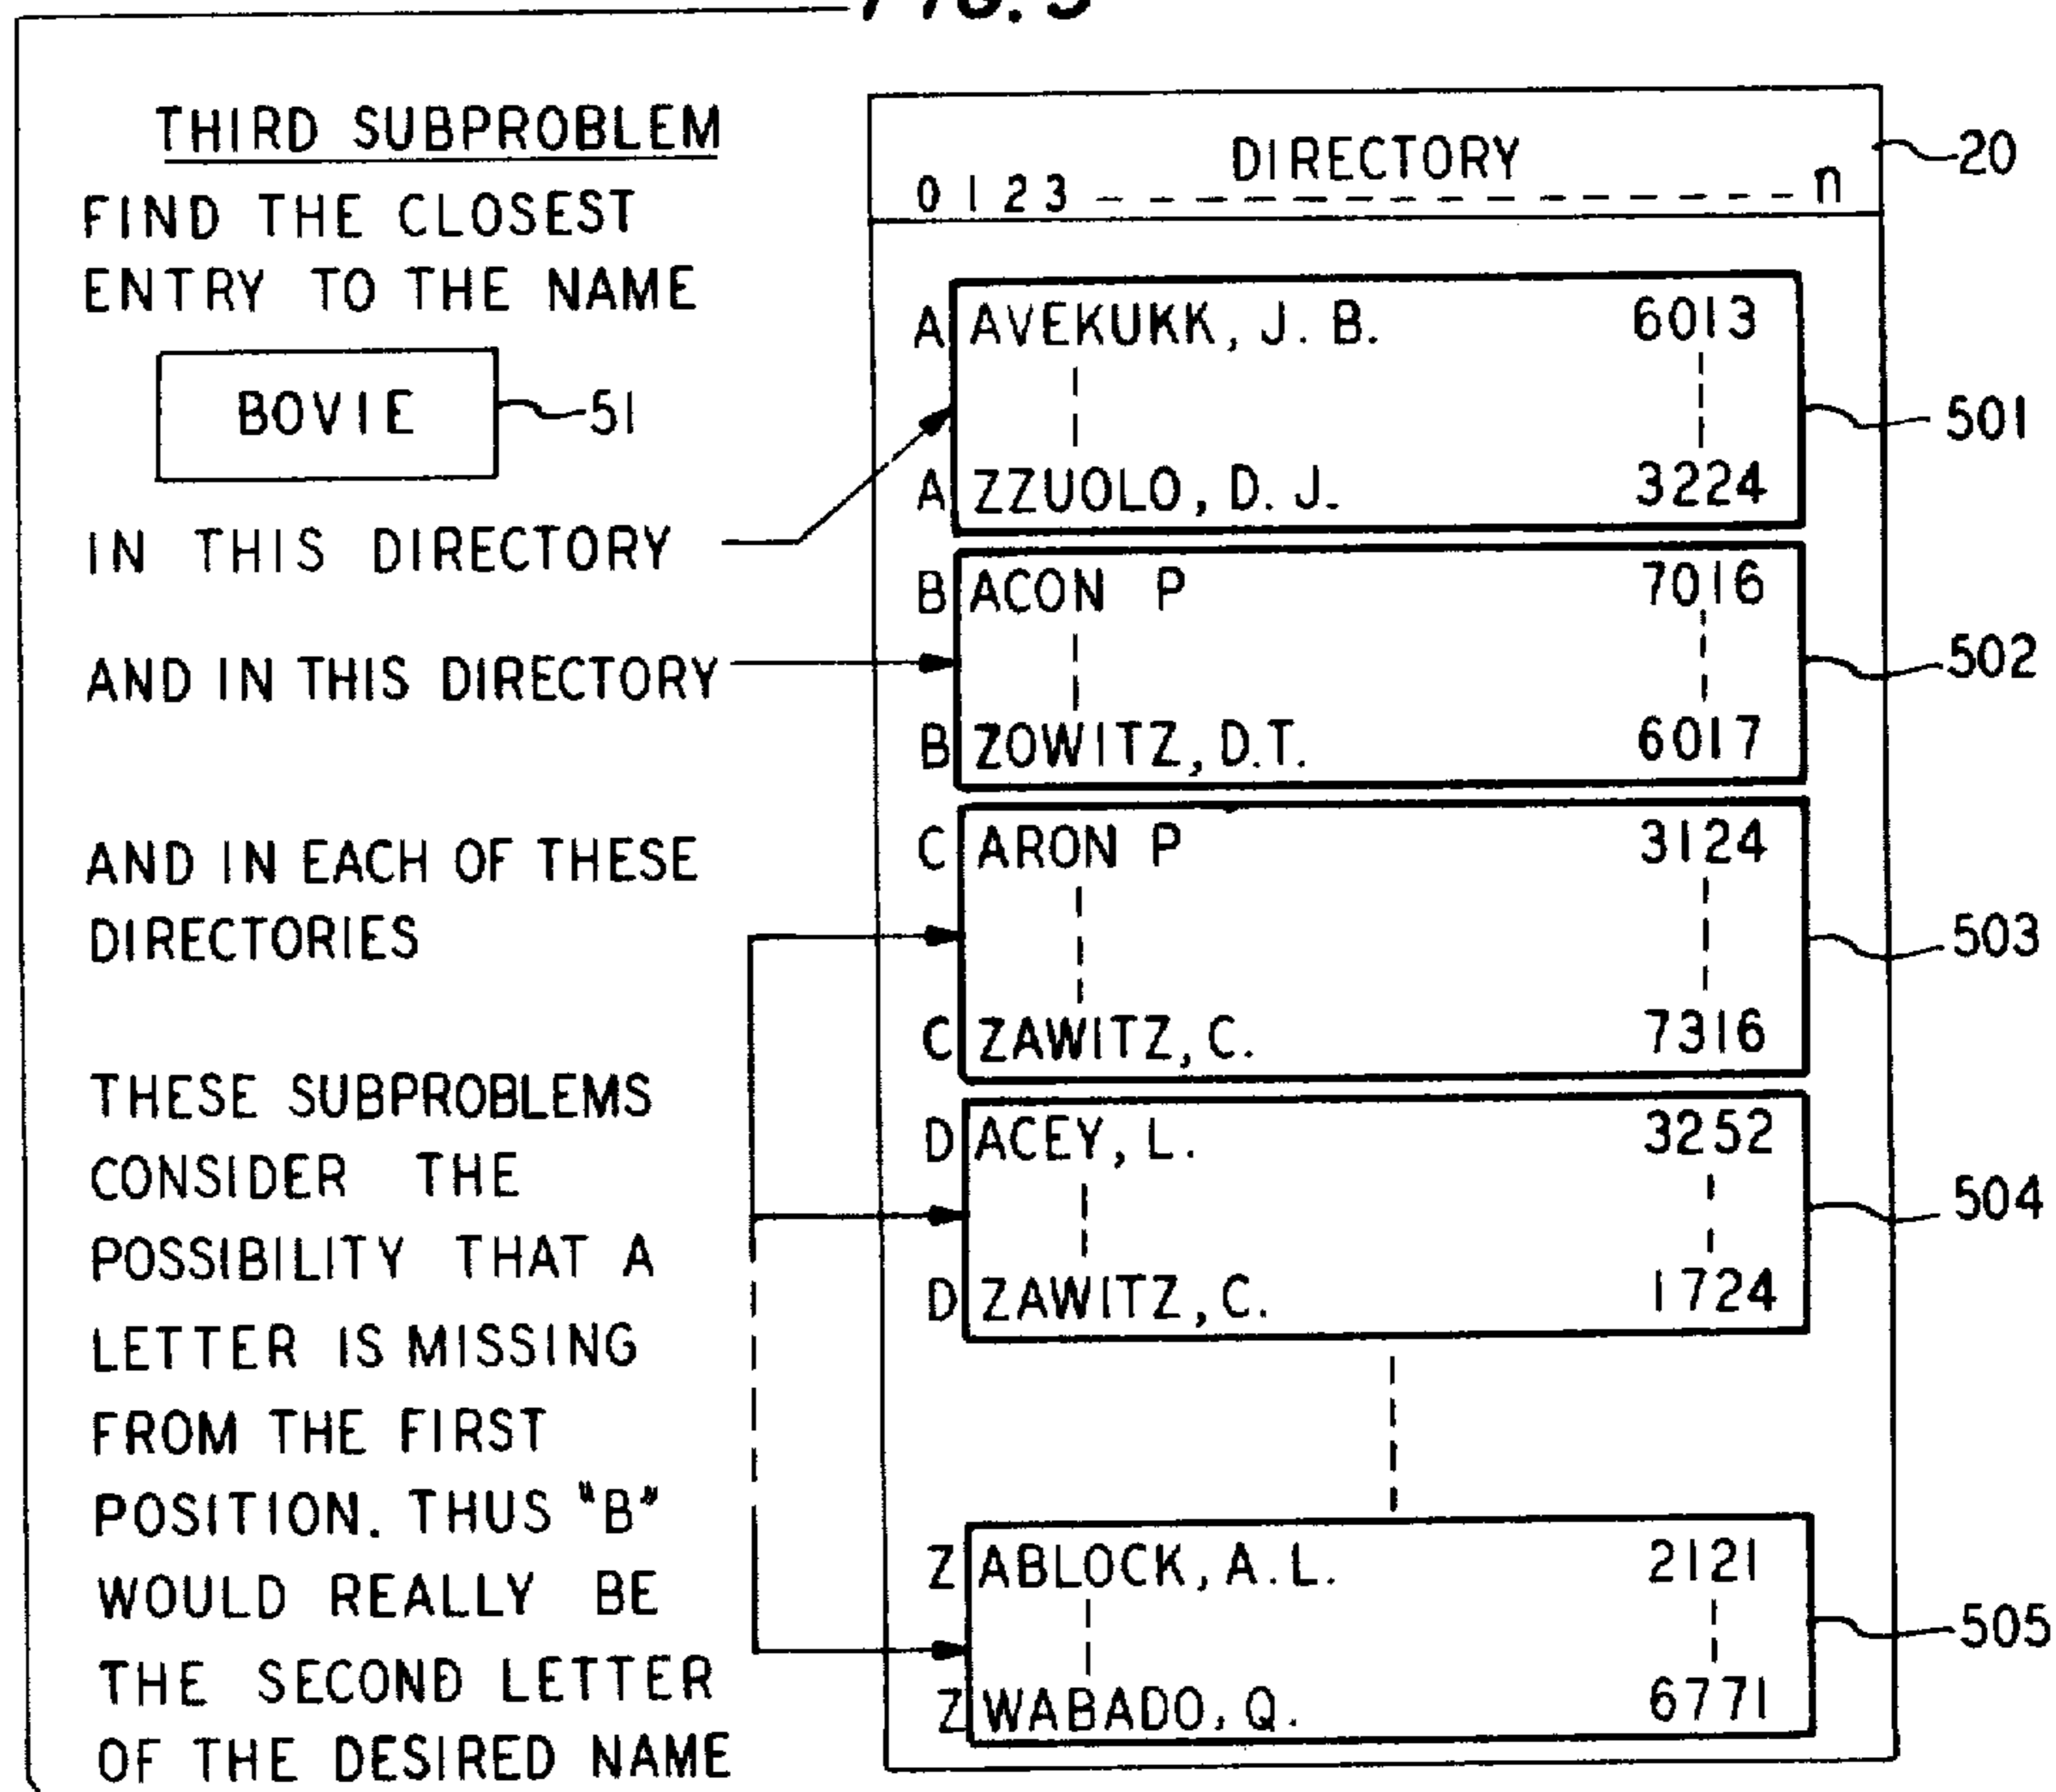 FIG. 5
THIRD SUBPROBLEM
FIND THE CLOSEST
ENTRY TO THE NAME
BOVIE
51
IN THIS DIRECTORY
AND IN THIS DIRECTORY
AND IN EACH OF THESE
DIRECTORIES
THESE SUBPROBLEMS
CONSIDER THE
POSSIBILITY THAT A
LETTER IS MISSING
FROM THE FIRST
POSITION. THUS "B"
WOULD REALLY BE
THE SECOND LETTER
OF THE DESIRED NAME
DIRECTORY
0 1 2 3 n
20
A AVEKUKK, J. B. 6013
501
A ZZUOLO, D. J. 3224
B ACON P 7016
502
B ZOWITZ, D.T. 6017
C ARON P 3124
503
C ZAWITZ, C. 7316
D ACEY, L. 3252
504
D ZAWITZ, C. 1724
Z ABLOCK, A.L. 2121
505
Z WABADO, Q. 6771